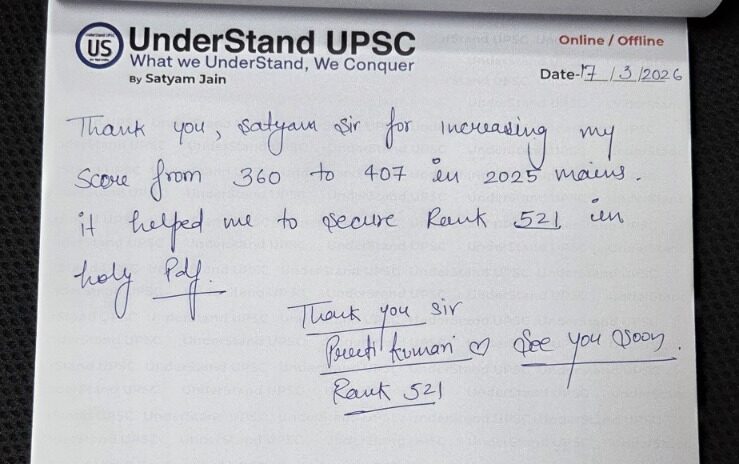 US
UnderStand UPSC
What we UnderStand, We Conquer
By Satyam Jain
Online / Offline
Date-17/3/2026
Thank you, Satyam Sir for increasing my
score from 360 to 407 in 2025 mains.
it helped me to secure Rank 521 in
holy Pdf.
Thank you sir
Preeti Kumari ♡ See you soon.
Rank 521